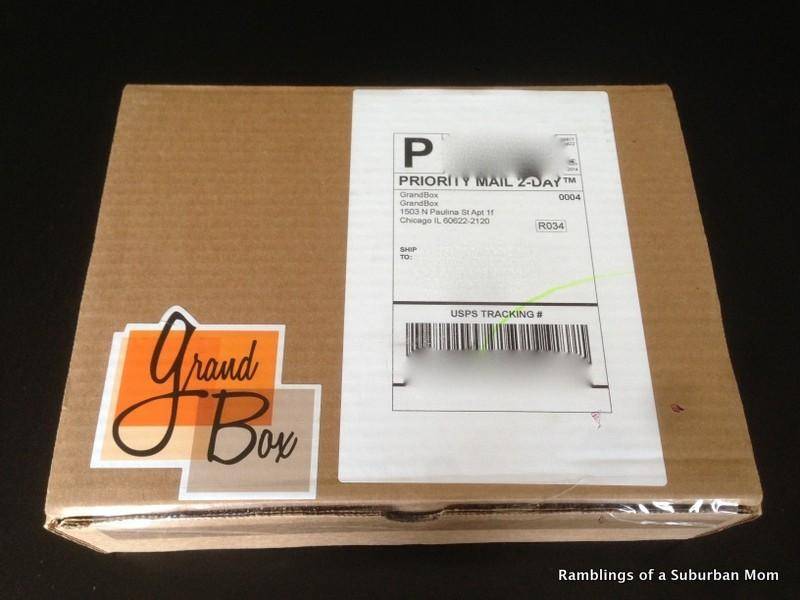 P
PRIORITY MAIL 2-DAY™
GrandBox 0004
GrandBox
1503 N Paulina St Apt 1f
Chicago IL 60622-2120
R034
SHIP
TO:
USPS TRACKING #
Grand
Box
Ramblings of a Suburban Mom